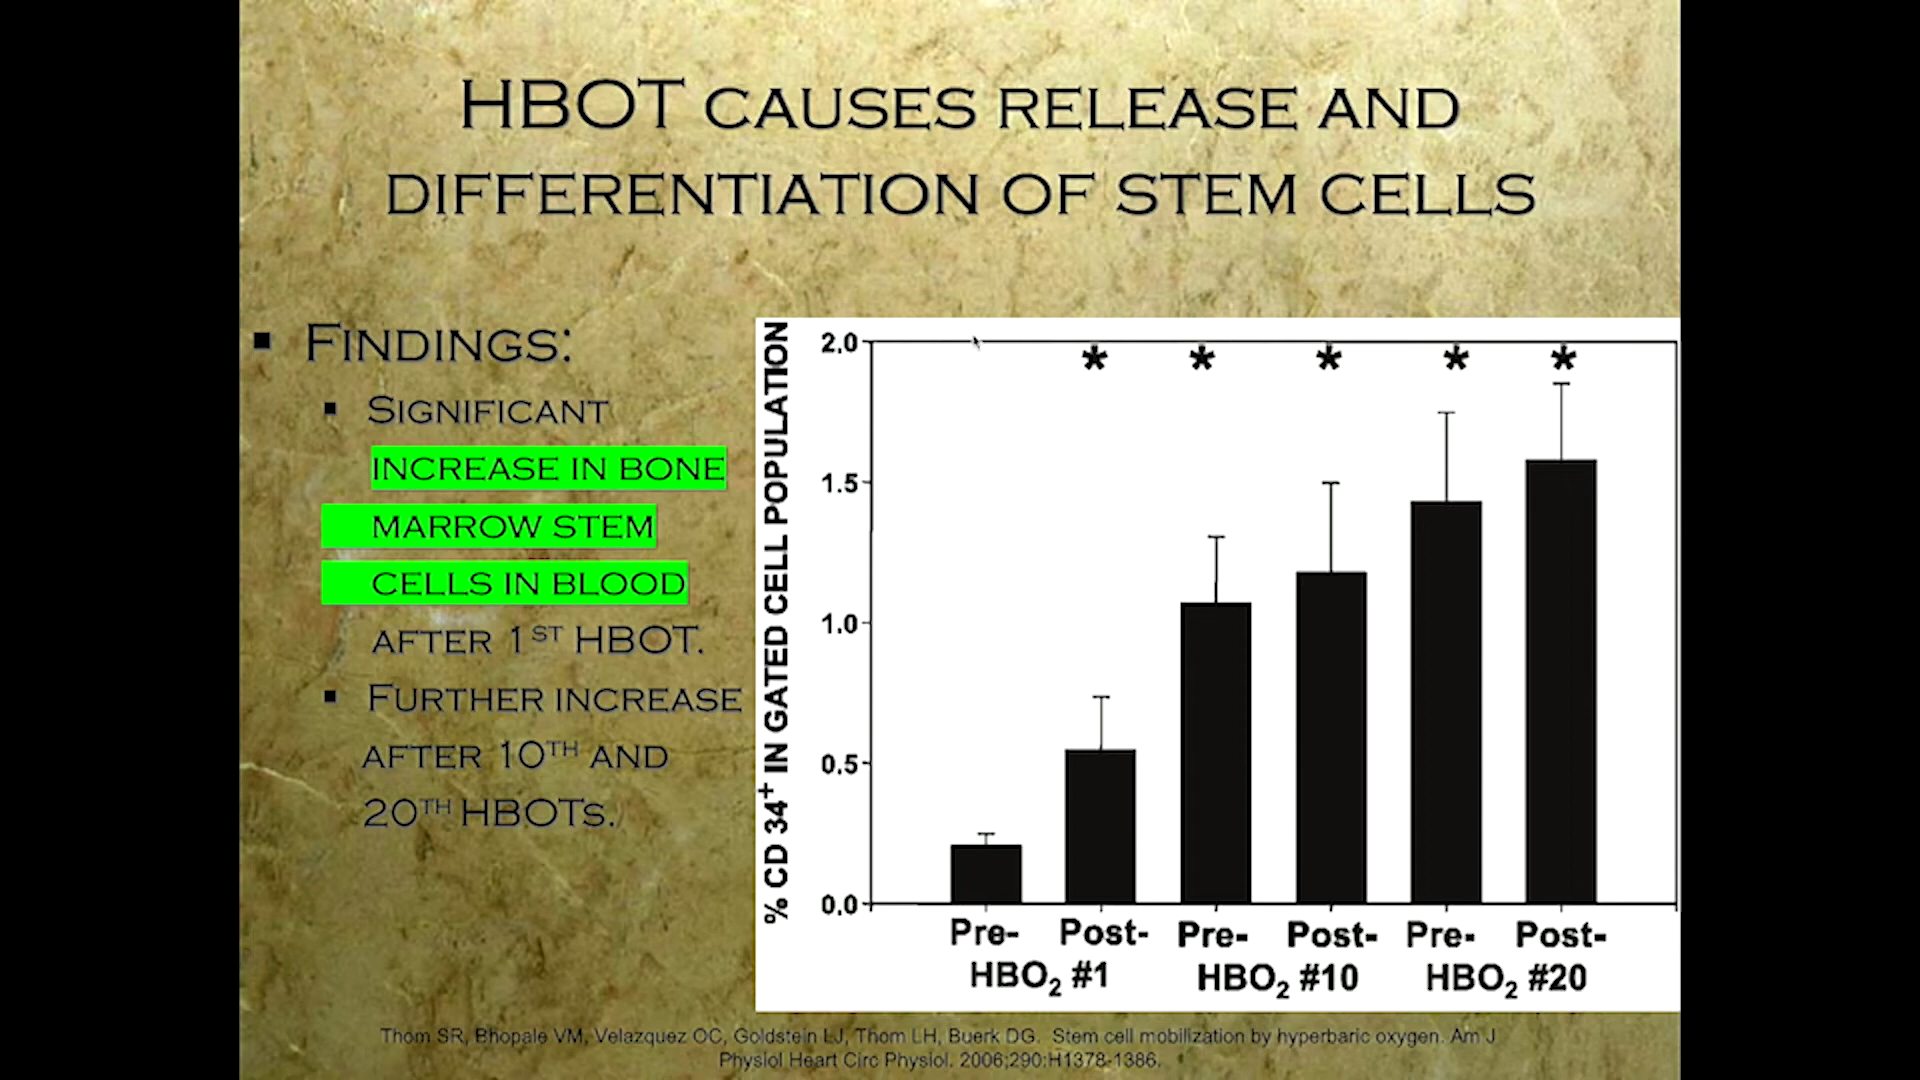 HBOT CAUSES RELEASE AND
DIFFERENTIATION OF STEM CELLS
▪ FINDINGS:
▪ SIGNIFICANT
INCREASE IN BONE
MARROW STEM
CELLS IN BLOOD
AFTER 1ST HBOT.
▪ FURTHER INCREASE
AFTER 10TH AND
20TH HBOTS.
% CD 34+ IN GATED CELL POPULATION
2.0
1.5
1.0
0.5
0.0
* * * * *
Pre- Post- Pre- Post- Pre- Post-
HBO2 #1 HBO2 #10 HBO2 #20
Thom SR, Bhopale VM, Velazquez OC, Goldstein LJ, Thom LH, Buerk DG. Stem cell mobilization by hyperbaric oxygen. Am J
Physiol Heart Circ Physiol. 2006;290:H1378-1386.